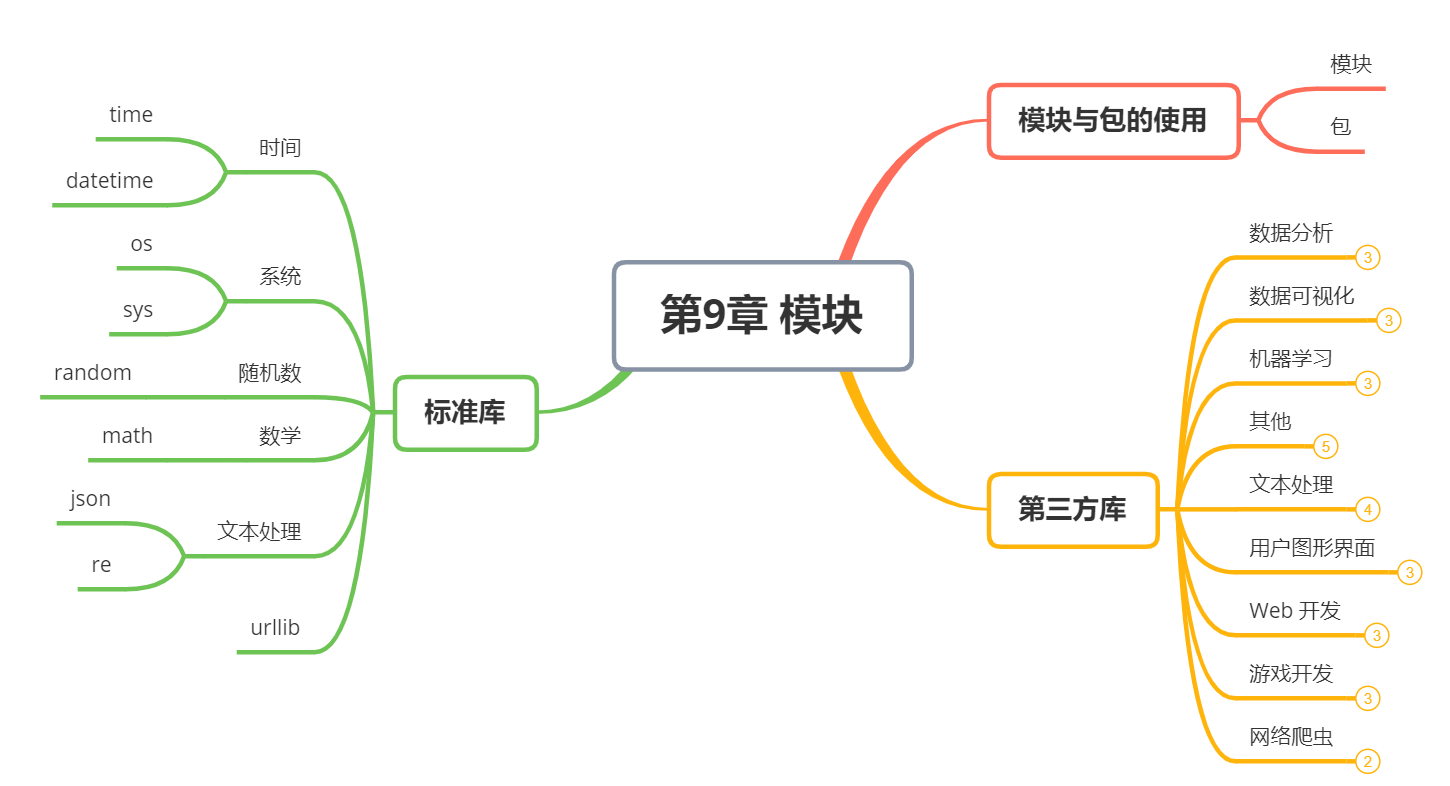 第9章 模块
模块与包的使用
模块
包
第三方库
数据分析
3
数据可视化
3
机器学习
3
其他
5
文本处理
4
用户图形界面
3
Web 开发
3
游戏开发
3
网络爬虫
2
标准库
时间
time
datetime
系统
os
sys
随机数
random
数学
math
文本处理
json
re
urllib